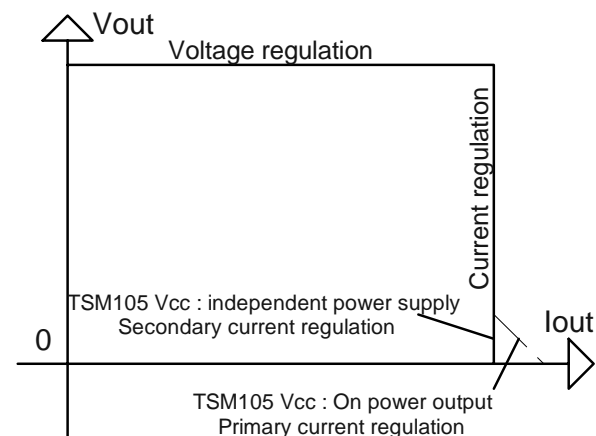 Vout
Voltage regulation
Current regulation
TSM105 Vcc : independent power supply
Secondary current regulation
Iout
0
TSM105 Vcc : On power output
Primary current regulation